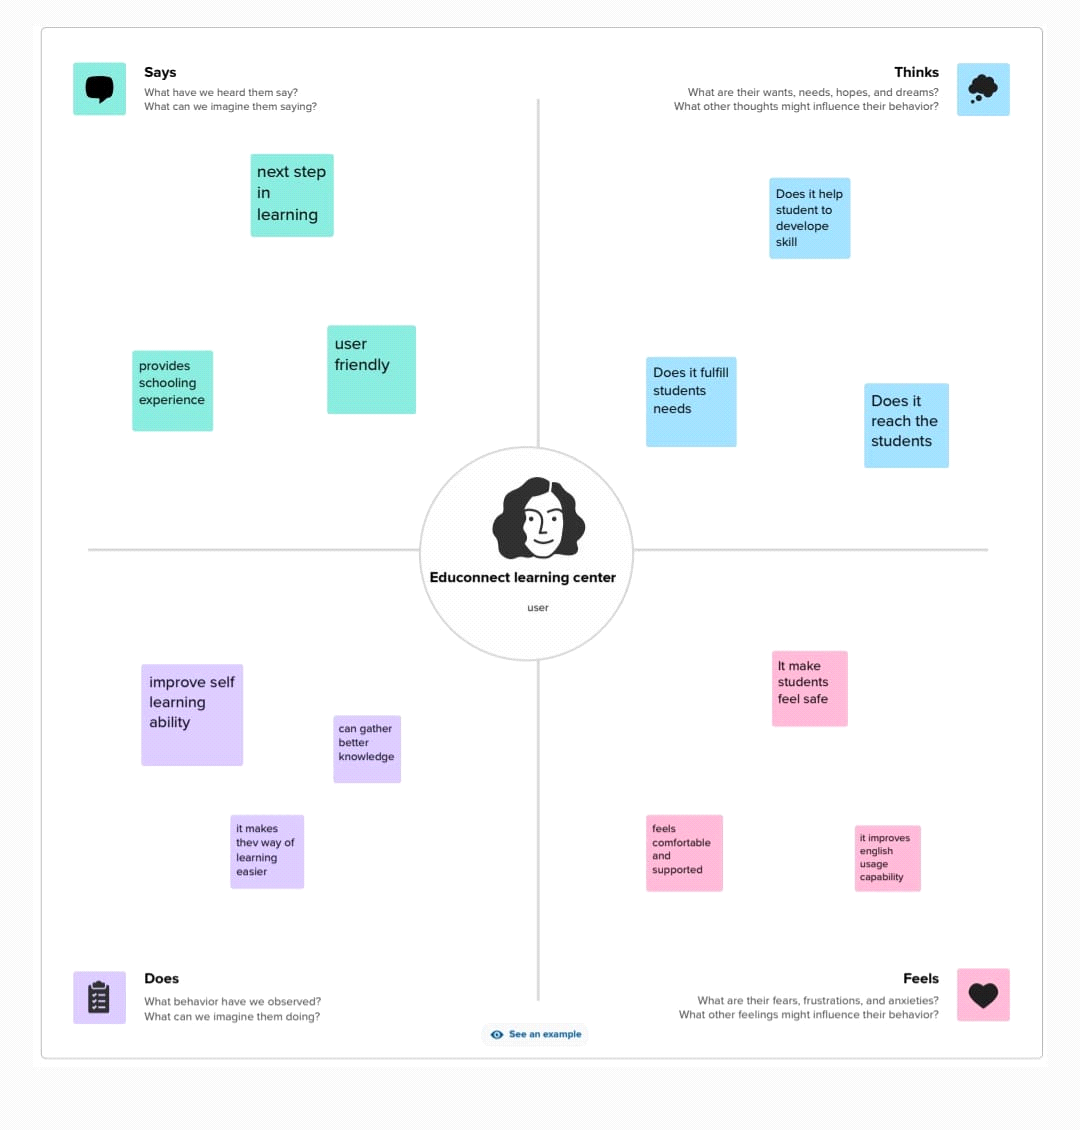 Says
What have we heard them say?
What can we imagine them saying?
Thinks
What are their wants, needs, hopes, and dreams?
What other thoughts might influence their behavior?
next step
in
learning
provides
schooling
experience
user
friendly
Does it help
student to
develope
skill
Does it fulfill
students
needs
Does it
reach the
students
Educonnect learning center
user
improve self
learning
ability
can gather
better
knowledge
it makes
thev way of
learning
easier
It make
students
feel safe
feels
comfortable
and
supported
it improves
english
usage
capability
Does
What behavior have we observed?
What can we imagine them doing?
Feels
What are their fears, frustrations, and anxieties?
What other feelings might influence their behavior?
See an example